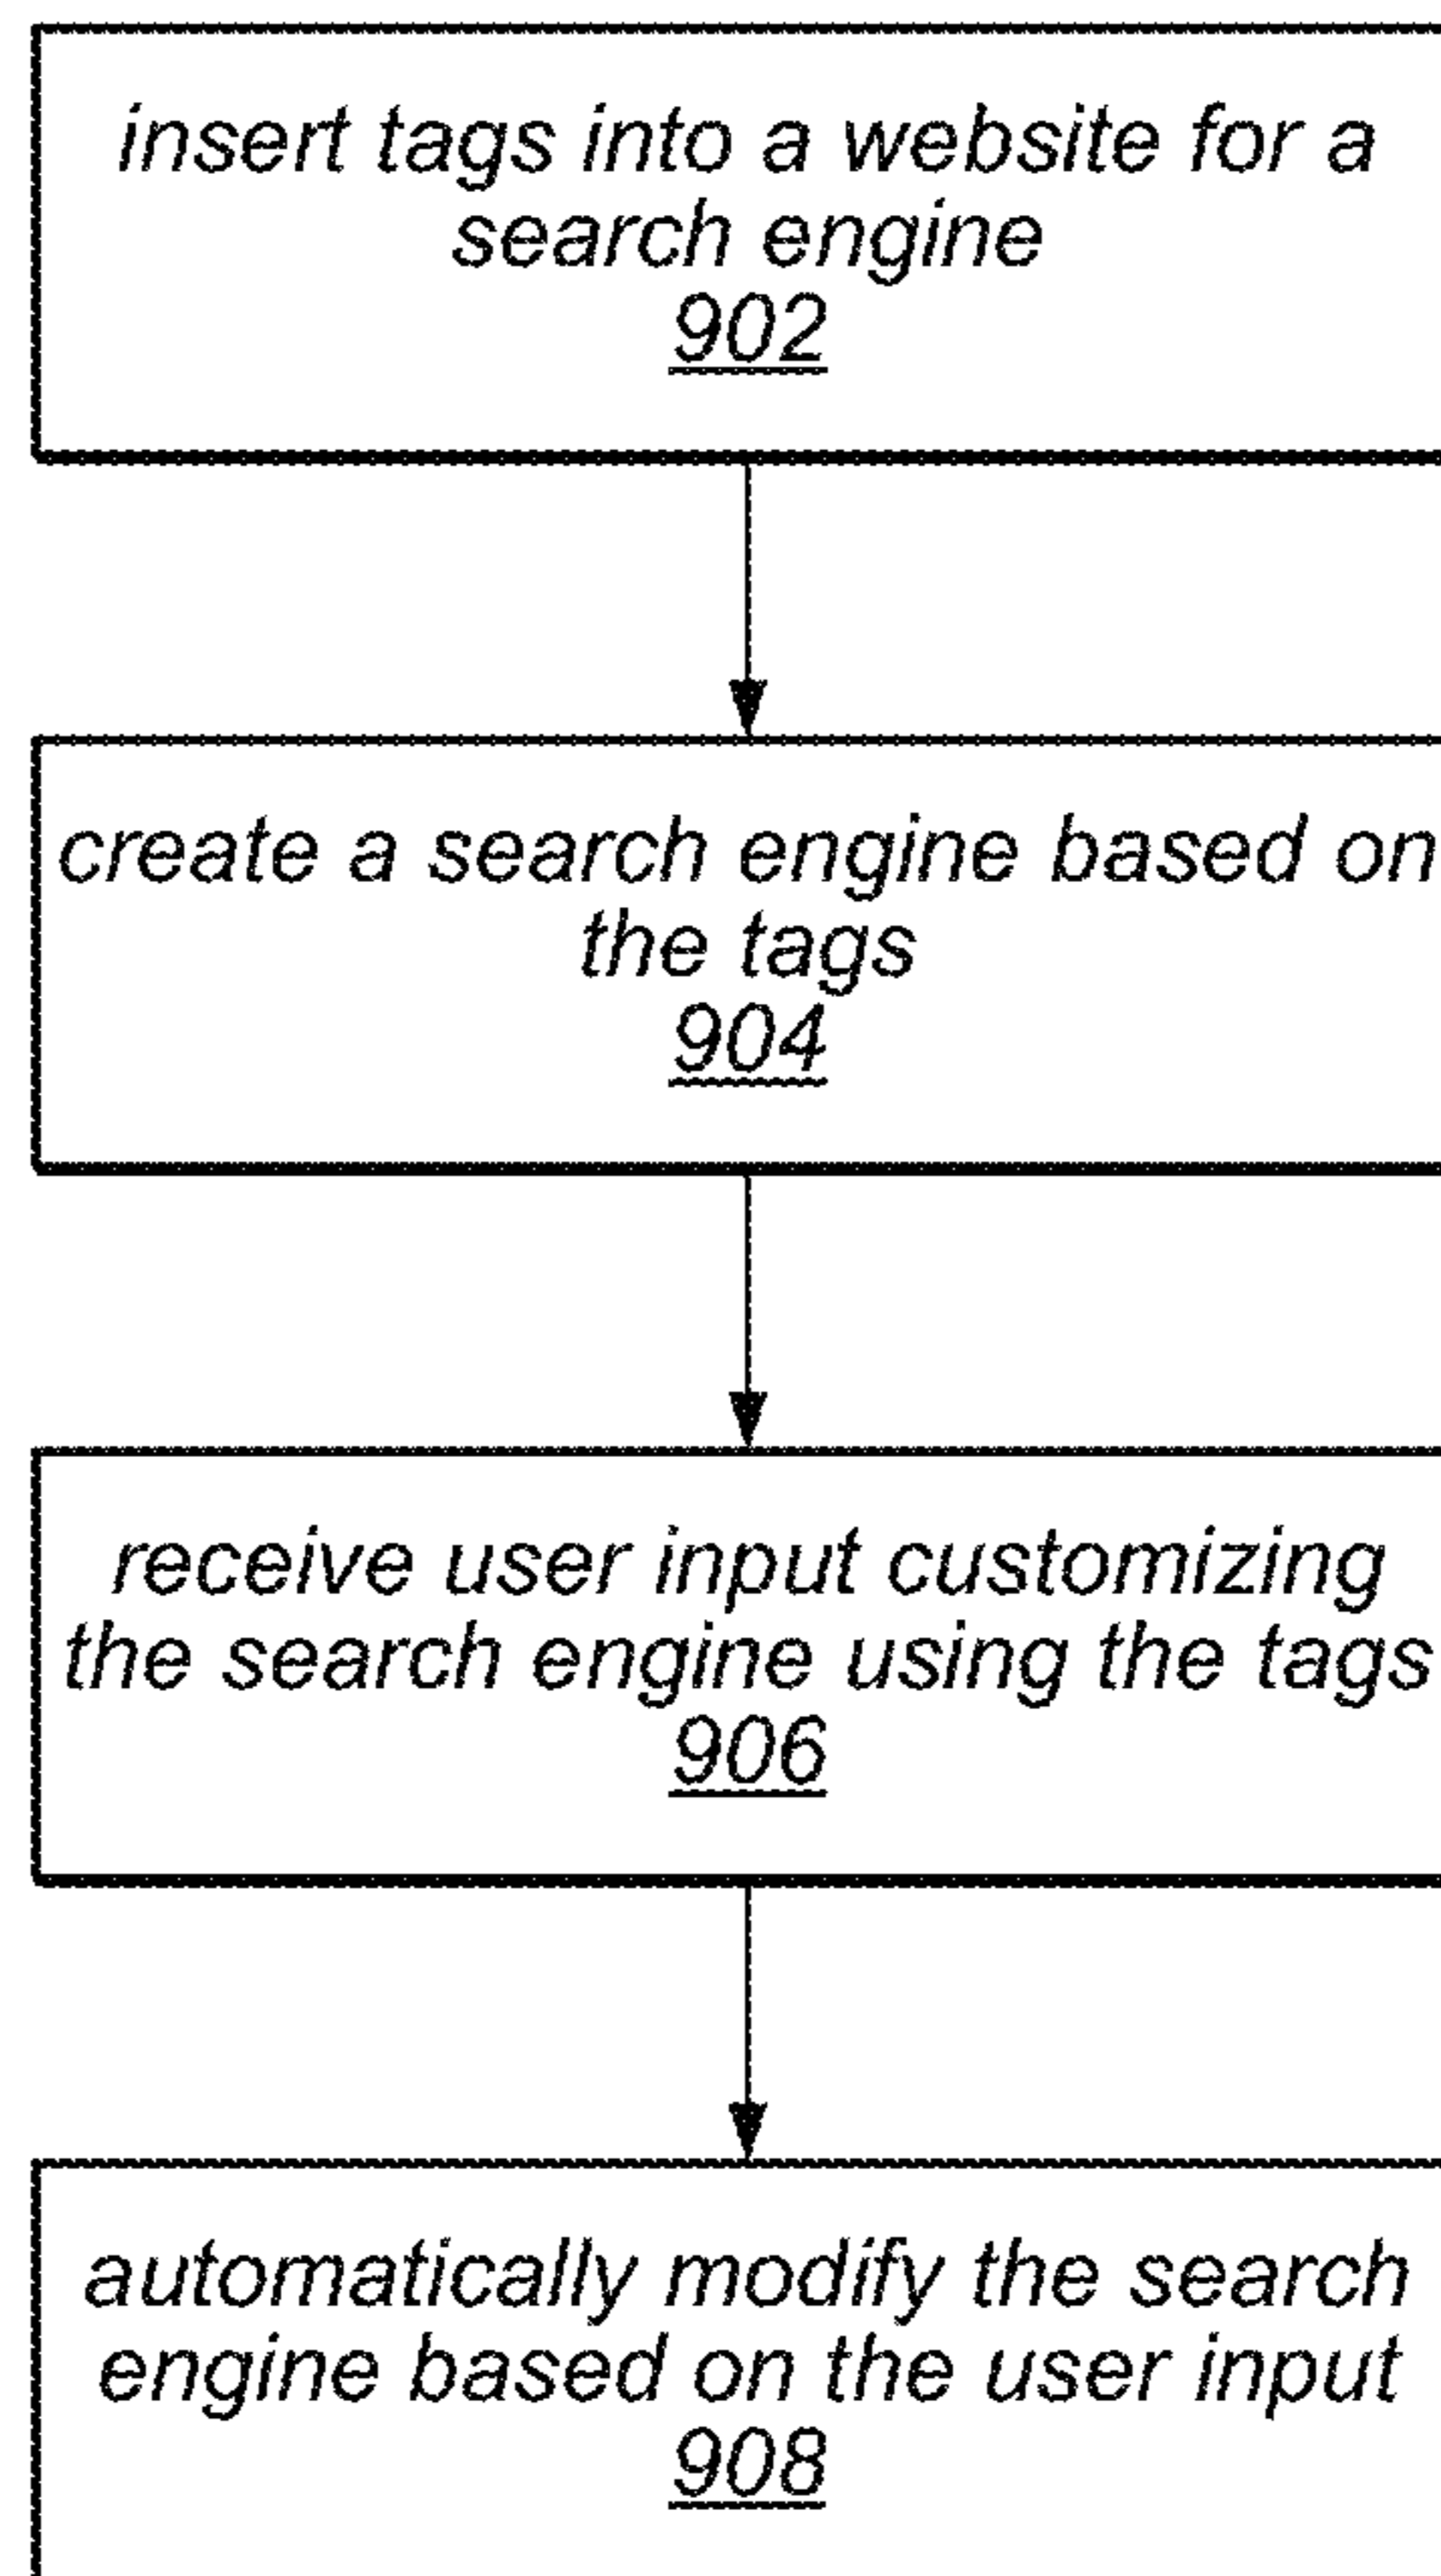 insert tags into a website for a
search engine
902
create a search engine based on
the tags
904
receive user input customizing
the search engine using the tags
906
automatically modify the search
engine based on the user input
908